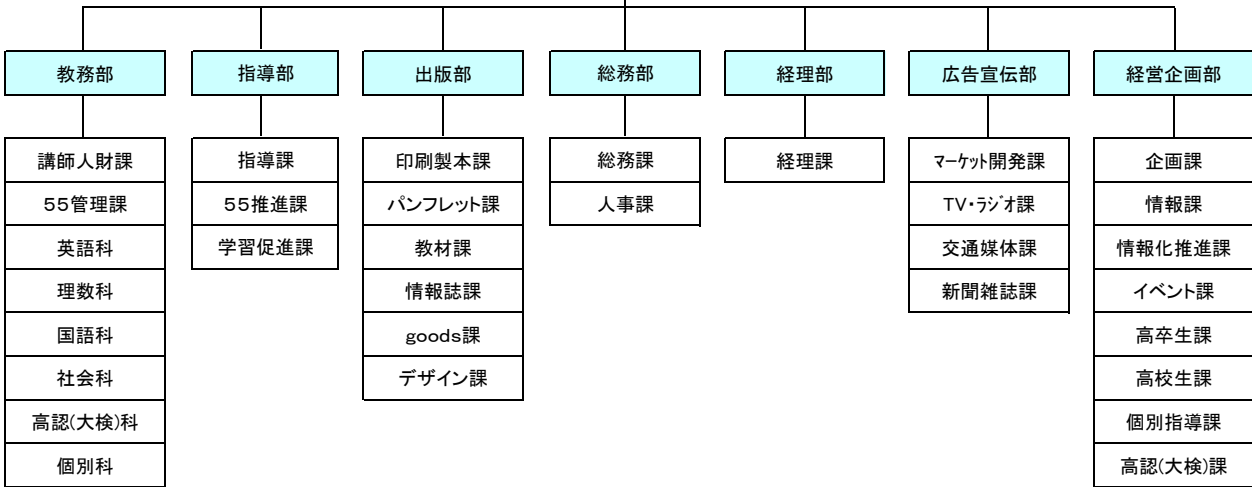 教務部
講師人財課
５５管理課
英語科
理数科
国語科
社会科
高認(大検)科
個別科
指導部
指導課
５５推進課
学習促進課
出版部
印刷製本課
パンフレット課
教材課
情報誌課
ｇｏｏｄｓ課
デザイン課
総務部
総務課
人事課
経理部
経理課
広告宣伝部
ﾏｰｹｯﾄ開発課
TV・ﾗｼﾞｵ課
交通媒体課
新聞雑誌課
経営企画部
企画課
情報課
情報化推進課
イベント課
高卒生課
高校生課
個別指導課
高認(大検)課